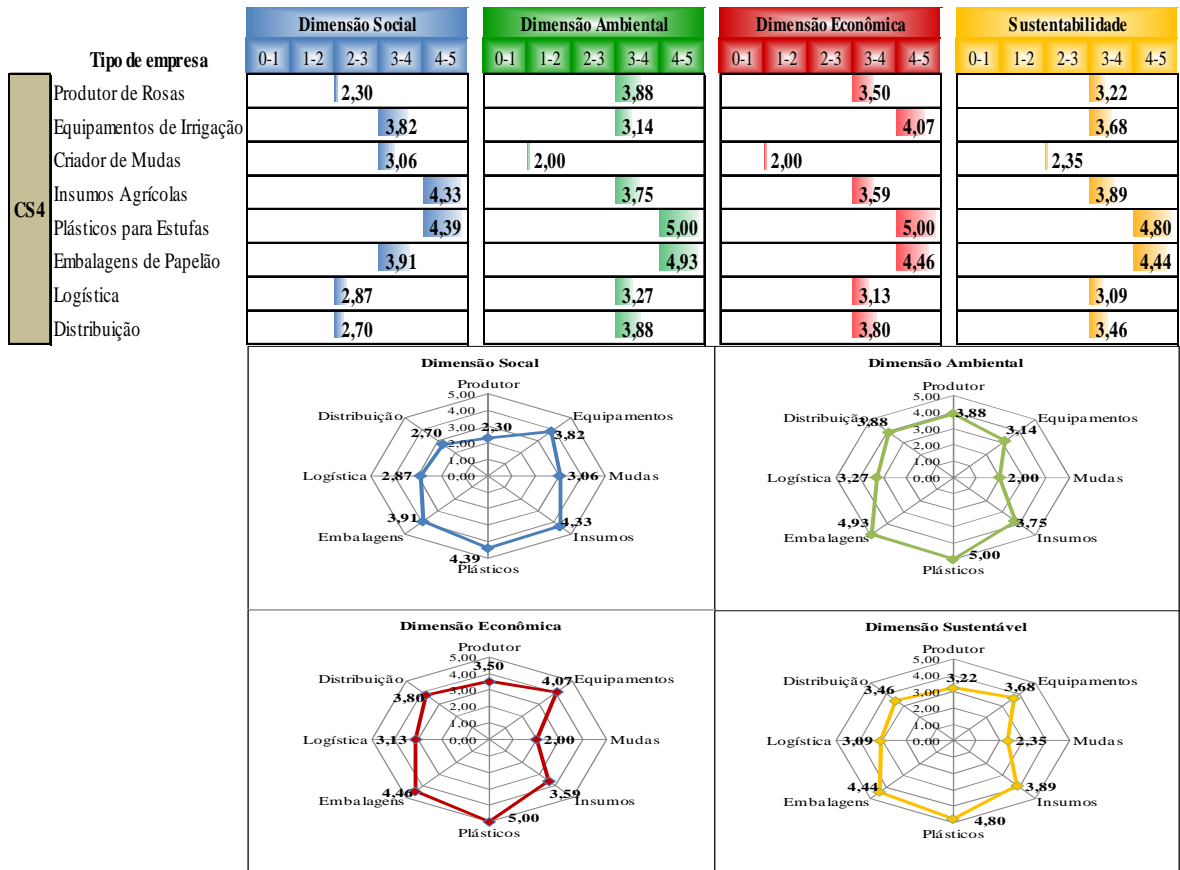 Dimensão Social Dimensão Ambiental Dimensão Econômica Sustentabilidade
Tipo de empresa 0-1 1-2 2-3 3-4 4-5 0-1 1-2 2-3 3-4 4-5 0-1 1-2 2-3 3-4 4-5 0-1 1-2 2-3 3-4 4-5
CS4
Produtor de Rosas 2,30 3,88 3,50 3,22
Equipamentos de Irrigação 3,82 3,14 4,07 3,68
Criador de Mudas 3,06 2,00 2,00 2,35
Insumos Agrícolas 4,33 3,75 3,59 3,89
Plásticos para Estufas 4,39 5,00 5,00 4,80
Embalagens de Papelão 3,91 4,93 4,46 4,44
Logística 2,87 3,27 3,13 3,09
Distribuição 2,70 3,88 3,80 3,46
Dimensão Socal
Produtor
5,00
Distribuição 4,00 Equipamentos
2,70 3,00 2,30 3,82
2,00
1,00
Logística 2,87 0,00 3,06 Mudas
3,91 4,33
Embalagens Insumos
4,39
Plásticos
Dimensão Ambiental
Produtor
5,00
Distribuição 4,00 3,88 Equipamentos
3,88 3,00 3,14
2,00
1,00
Logística 3,27 0,00 2,00 Mudas
4,93 3,75
Embalagens Insumos
5,00
Plásticos
Dimensão Econômica
Produtor
5,00
3,50
Distribuição 4,00 4,07 Equipamentos
3,80 3,00
2,00
1,00
Logística 3,13 0,00 2,00 Mudas
4,46 3,59
Embalagens Insumos
5,00
Plásticos
Dimensão Sustentável
Produtor
5,00
Distribuição 4,00 3,22 Equipamentos
3,46 3,00 3,68
2,00
1,00
Logística 3,09 0,00 2,35 Mudas
4,44 3,89
Embalagens Insumos
4,80
Plásticos